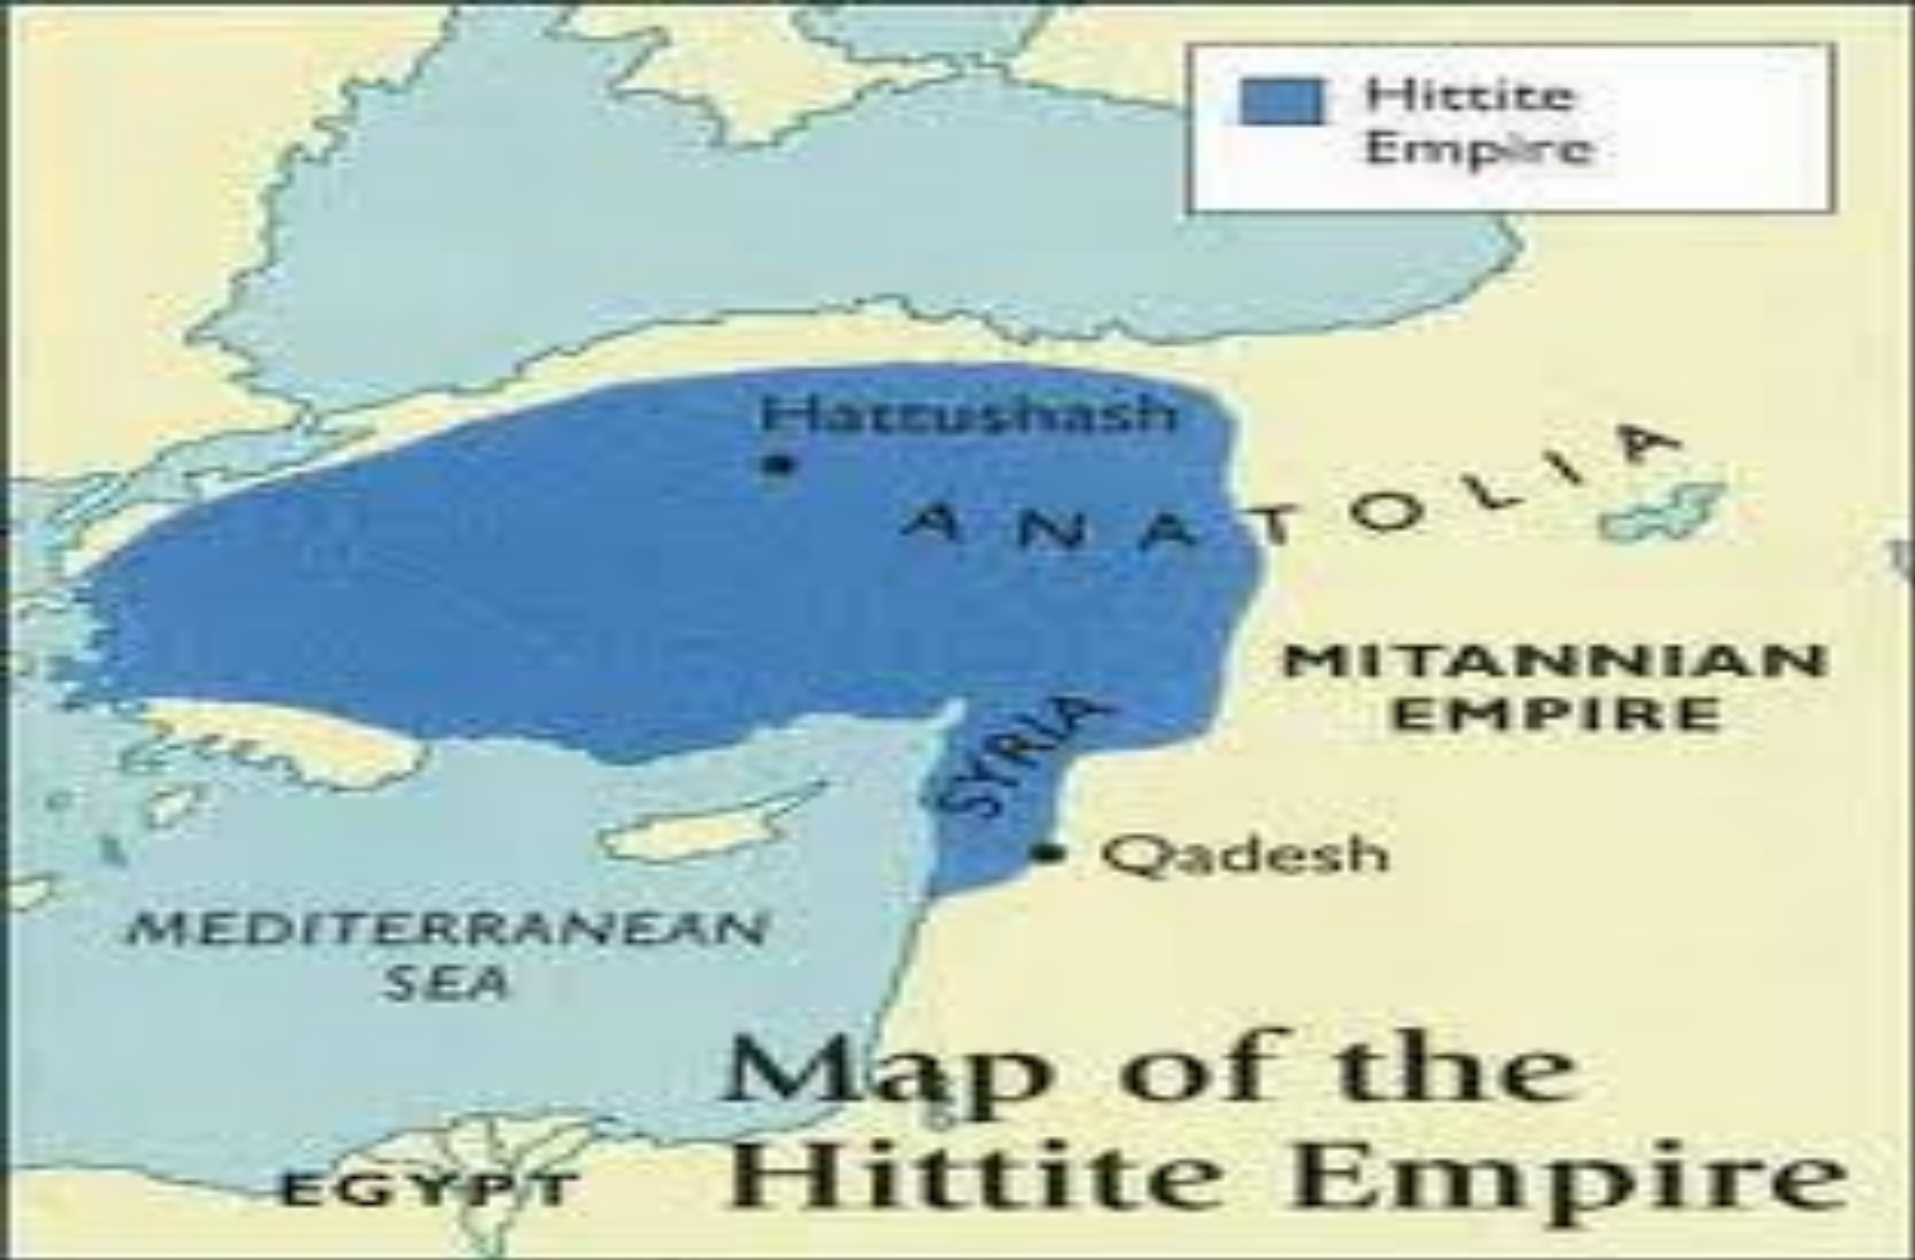 Hittite
Empire
Hattushash
ANATOLIA
MITANNIAN
EMPIRE
SYRIA
Qadesh
MEDITERRANEAN
SEA
Map of the
Hittite Empire
EGYPT